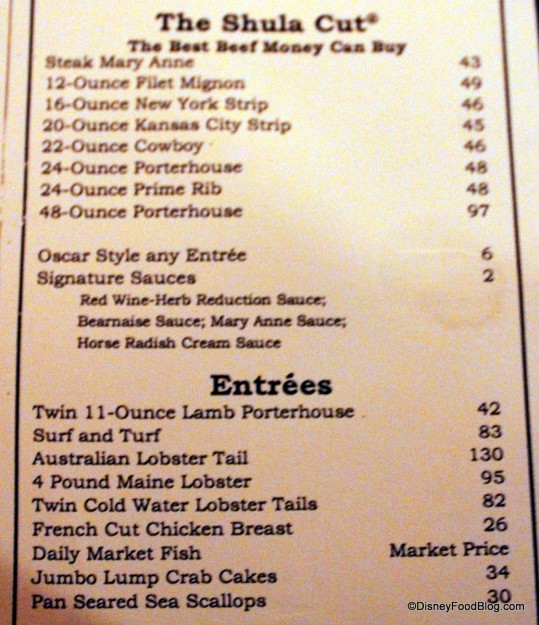 The Shula Cut®
The Best Beef Money Can Buy
Steak Mary Anne 43
12-Ounce Filet Mignon 49
16-Ounce New York Strip 46
20-Ounce Kansas City Strip 45
22-Ounce Cowboy 46
24-Ounce Porterhouse 48
24-Ounce Prime Rib 48
48-Ounce Porterhouse 97
Oscar Style any Entrée 6
Signature Sauces 2
Red Wine-Herb Reduction Sauce;
Bearnaise Sauce; Mary Anne Sauce;
Horse Radish Cream Sauce
Entrées
Twin 11-Ounce Lamb Porterhouse 42
Surf and Turf 83
Australian Lobster Tail 130
4 Pound Maine Lobster 95
Twin Cold Water Lobster Tails 82
French Cut Chicken Breast 26
Daily Market Fish Market Price
Jumbo Lump Crab Cakes 34
Pan Seared Sea Scallops 30
©DisneyFoodBlog.com